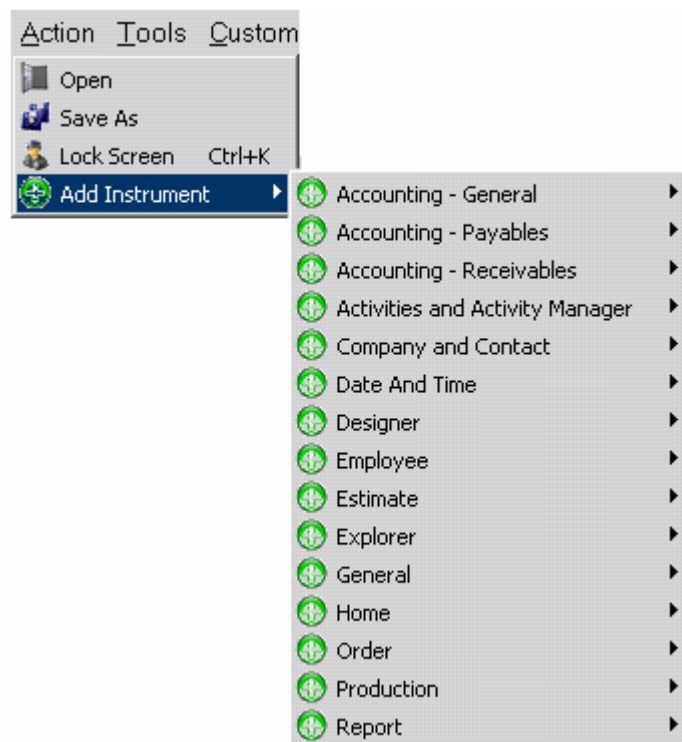 Action Tools Custom
Open
Save As
Lock Screen Ctrl+K
Add Instrument
Accounting - General
Accounting - Payables
Accounting - Receivables
Activities and Activity Manager
Company and Contact
Date And Time
Designer
Employee
Estimate
Explorer
General
Home
Order
Production
Report